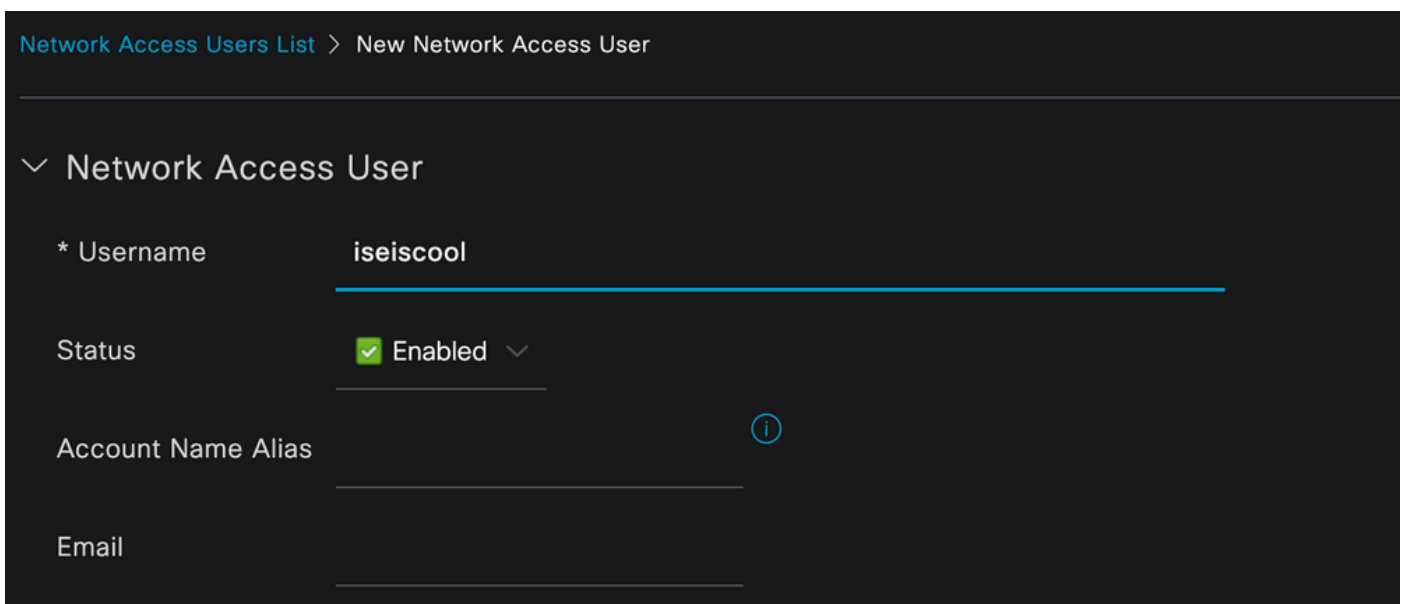 Network Access Users List > New Network Access User
Network Access User
* Username iseiscool
Status Enabled
Account Name Alias
Email